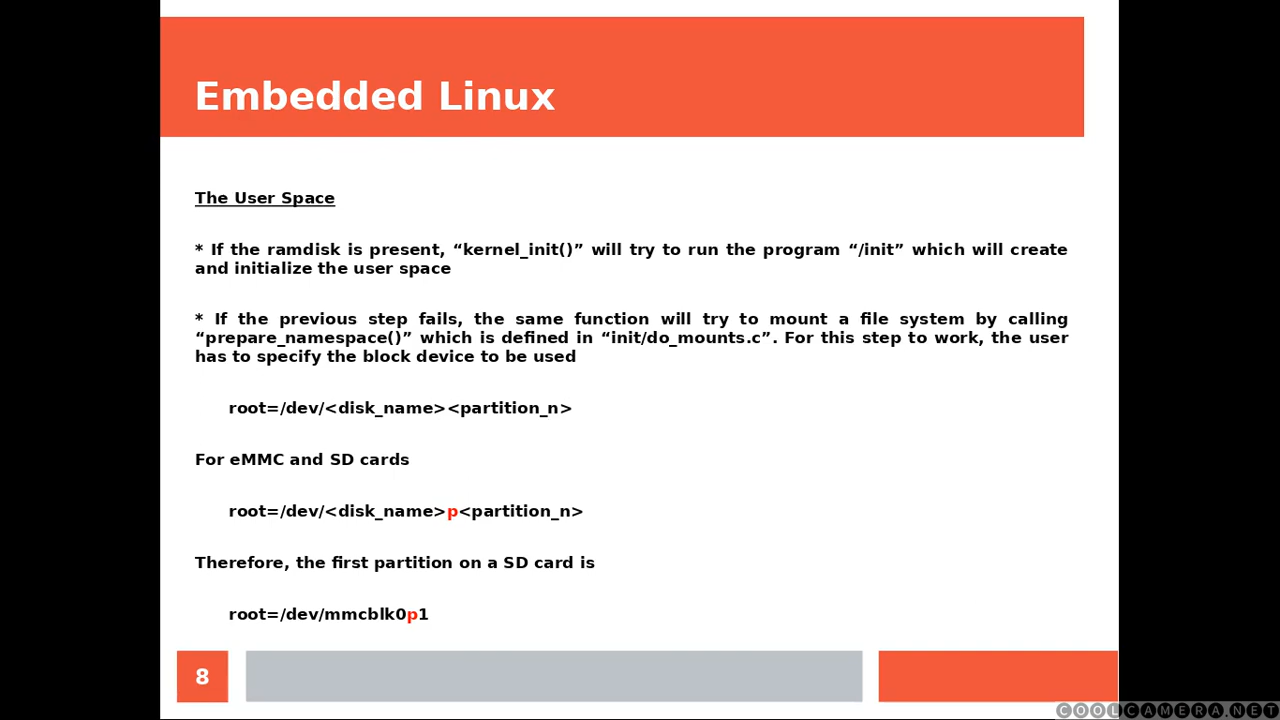 Embedded Linux
The User Space
* If the ramdisk is present, “kernel_init()” will try to run the program “/init” which will create
and initialize the user space
* If the previous step fails, the same function will try to mount a file system by calling
“prepare_namespace()” which is defined in “init/do_mounts.c”. For this step to work, the user
has to specify the block device to be used
root=/dev/<disk_name><partition_n>
For eMMC and SD cards
root=/dev/<disk_name>p<partition_n>
Therefore, the first partition on a SD card is
root=/dev/mmcblk0p1
8
COOLCAMERA.NET